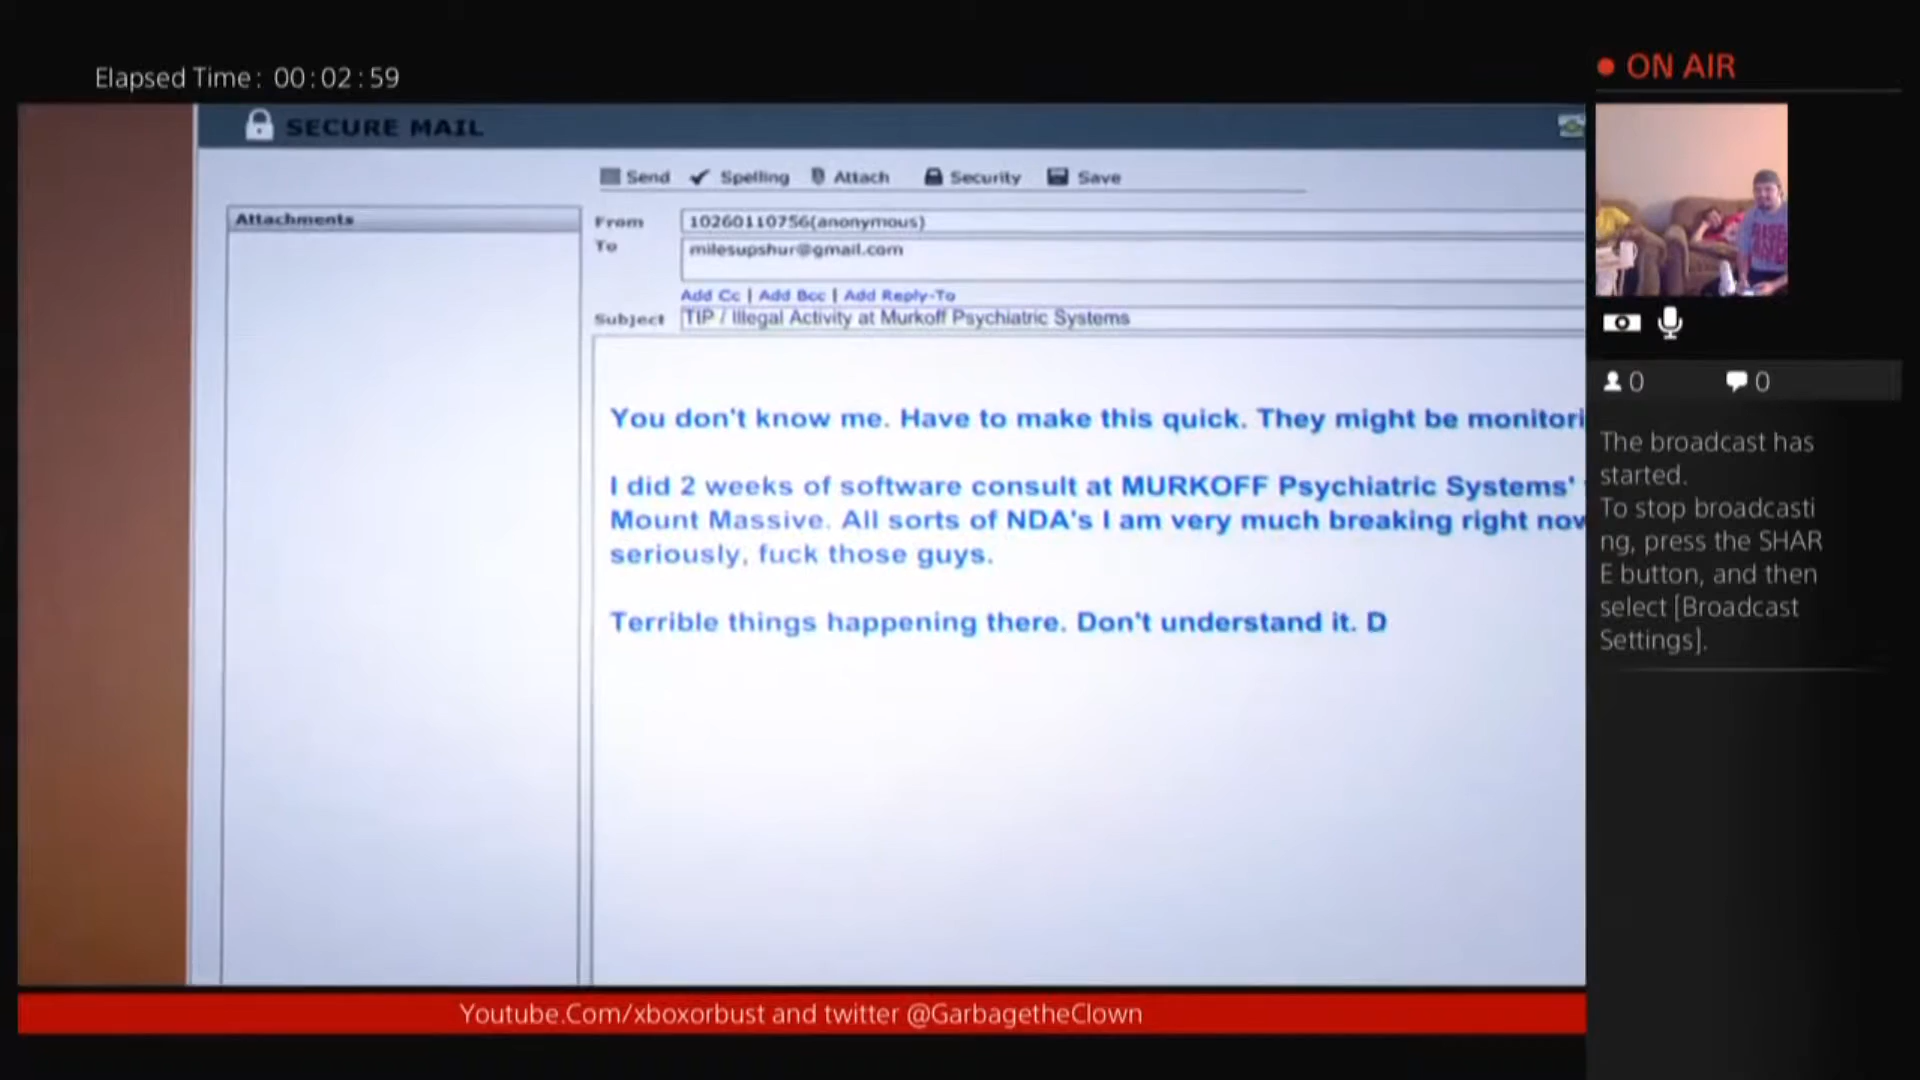 Elapsed Time: 00:02:59
ON AIR
SECURE MAIL
Send Spelling Attach Security Save
Attachments
From 10260110756(anonymous)
To milesupshur@gmail.com
Add Cc | Add Bcc | Add Reply-To
Subject TIP / Illegal Activity at Murkoff Psychiatric Systems
You don't know me. Have to make this quick. They might be monitori
I did 2 weeks of software consult at MURKOFF Psychiatric Systems'
Mount Massive. All sorts of NDA's I am very much breaking right now
seriously, fuck those guys.
Terrible things happening there. Don't understand it. D
0 0
The broadcast has
started.
To stop broadcasti
ng, press the SHAR
E button, and then
select [Broadcast
Settings].
Youtube.Com/xboxorbust and twitter @GarbagetheClown